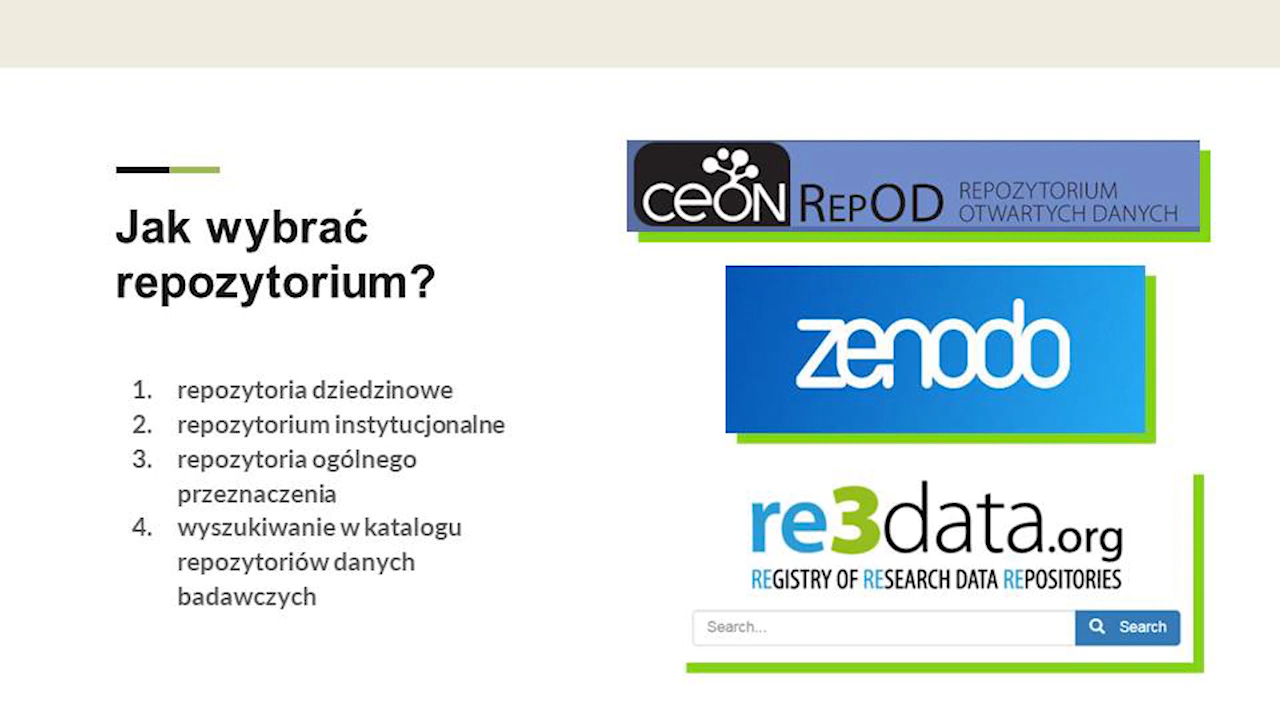 Jak wybrać
repozytorium?
1. repozytoria dziedzinowe
2. repozytorium instytucjonalne
3. repozytoria ogólnego
przeznaczenia
4. wyszukiwanie w katalogu
repozytoriów danych
badawczych
ceon REPOD REPOZYTORIUM
OTWARTYCH DANYCH
zenodo
re3data.org
REGISTRY OF RESEARCH DATA REPOSITORIES
Search... Search